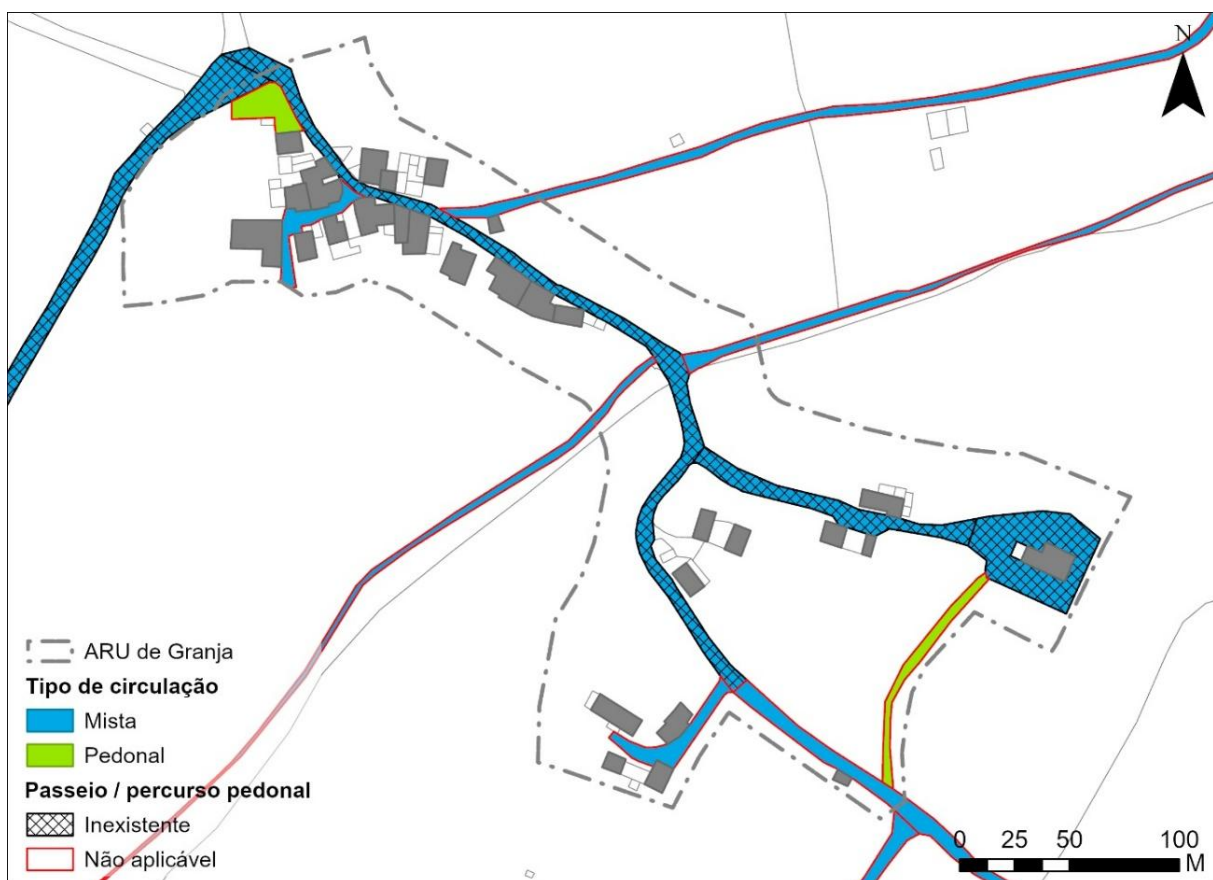 N
ARU de Granja
Tipo de circulação
Mista
Pedonal
Passeio / percurso pedonal
Inexistente
Não aplicável
0 25 50 100
M